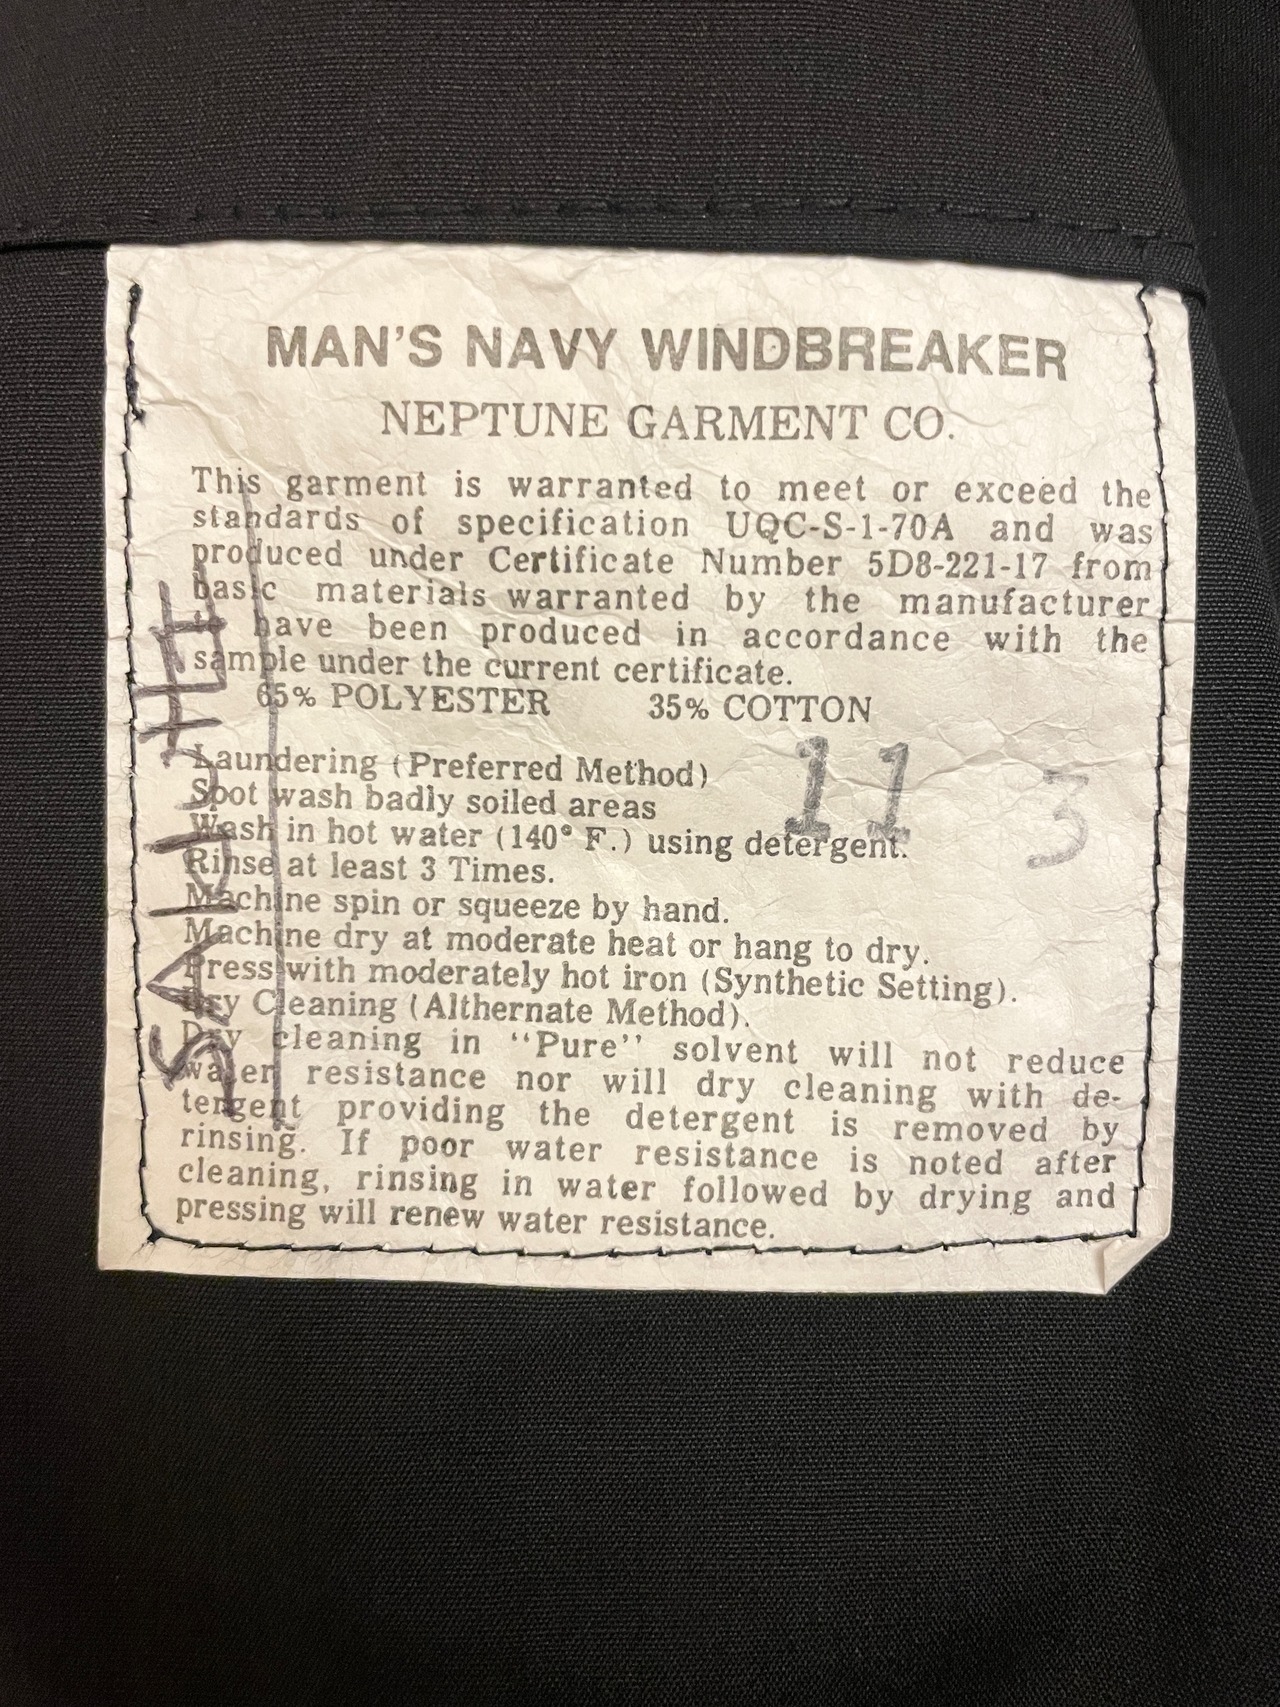 MAN'S NAVY WINDBREAKER
NEPTUNE GARMENT CO.
This garment is warranted to meet or exceed the
standards of specification UQC-S-1-70A and was
produced under Certificate Number 5D8-221-17 from
basic materials warranted by the manufacturer
to have been produced in accordance with the
sample under the current certificate.
65% POLYESTER 35% COTTON
Laundering (Preferred Method)
11 3
Spot wash badly soiled areas
Wash in hot water (140° F.) using detergent.
Rinse at least 3 Times.
Machine spin or squeeze by hand.
Machine dry at moderate heat or hang to dry.
Press with moderately hot iron (Synthetic Setting).
Dry Cleaning (Althernate Method).
Dry cleaning in "Pure" solvent will not reduce
water resistance nor will dry cleaning with de-
tergent providing the detergent is removed by
rinsing. If poor water resistance is noted after
cleaning, rinsing in water followed by drying and
pressing will renew water resistance.